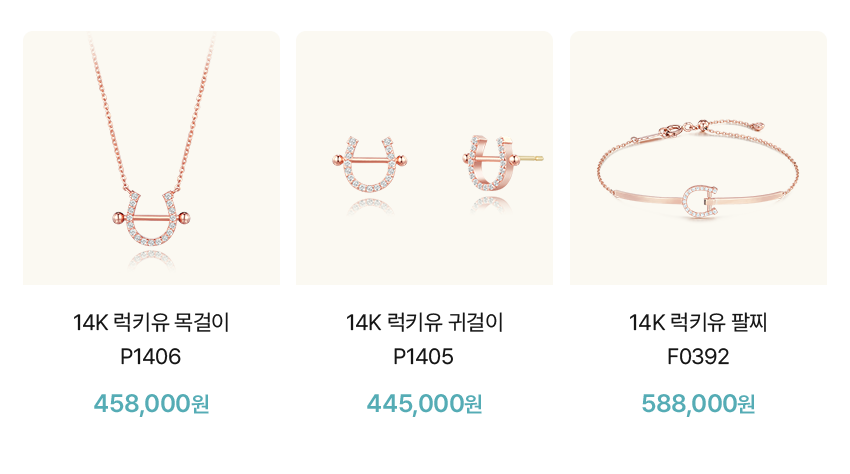 14K 럭키유 목걸이
P1406
458,000원
14K 럭키유 귀걸이
P1405
445,000원
14K 럭키유 팔찌
F0392
588,000원